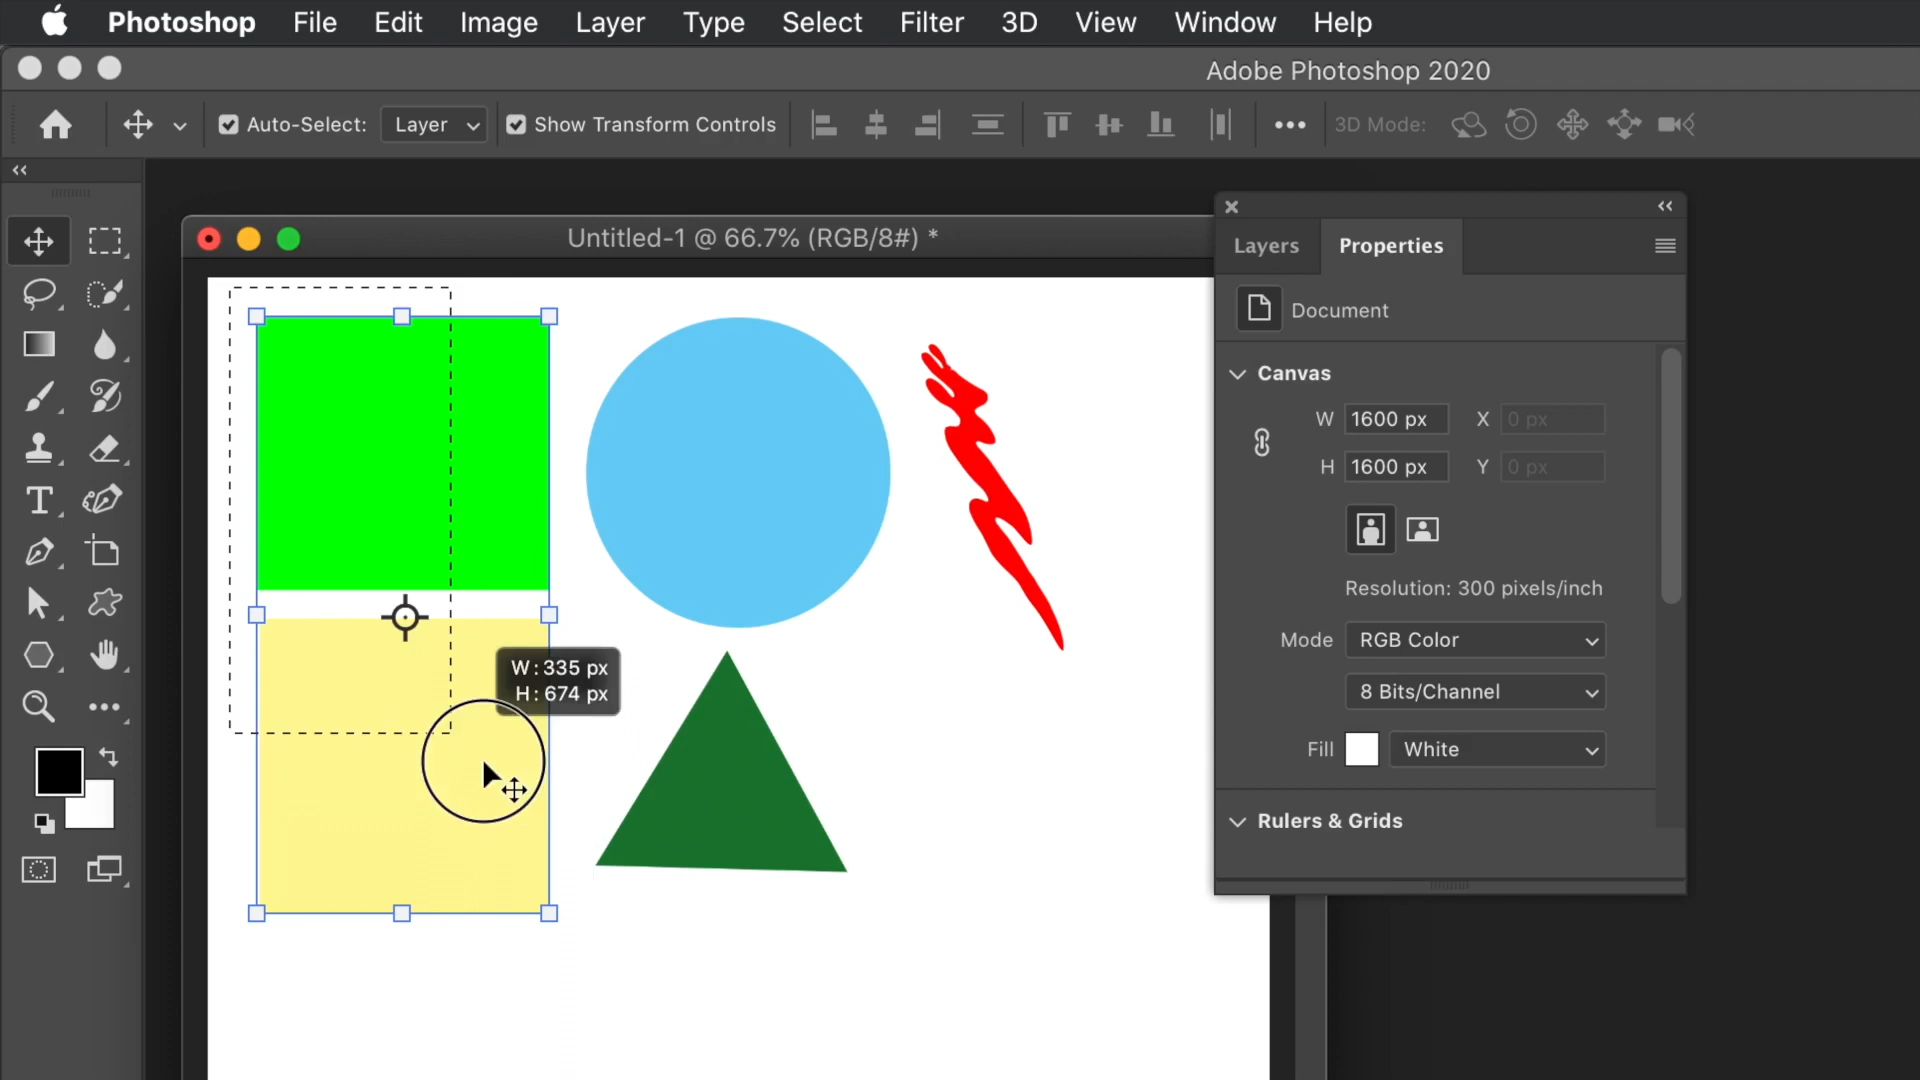 Photoshop File Edit Image Layer Type Select Filter 3D View Window Help
Adobe Photoshop 2020
Auto-Select: Layer Show Transform Controls 3D Mode:
Untitled-1 @ 66.7% (RGB/8#) *
Layers Properties
Document
Canvas
W 1600 px X 0 px
H 1600 px Y 0 px
Resolution: 300 pixels/inch
Mode RGB Color
8 Bits/Channel
Fill White
Rulers & Grids
W: 335 px
H: 674 px